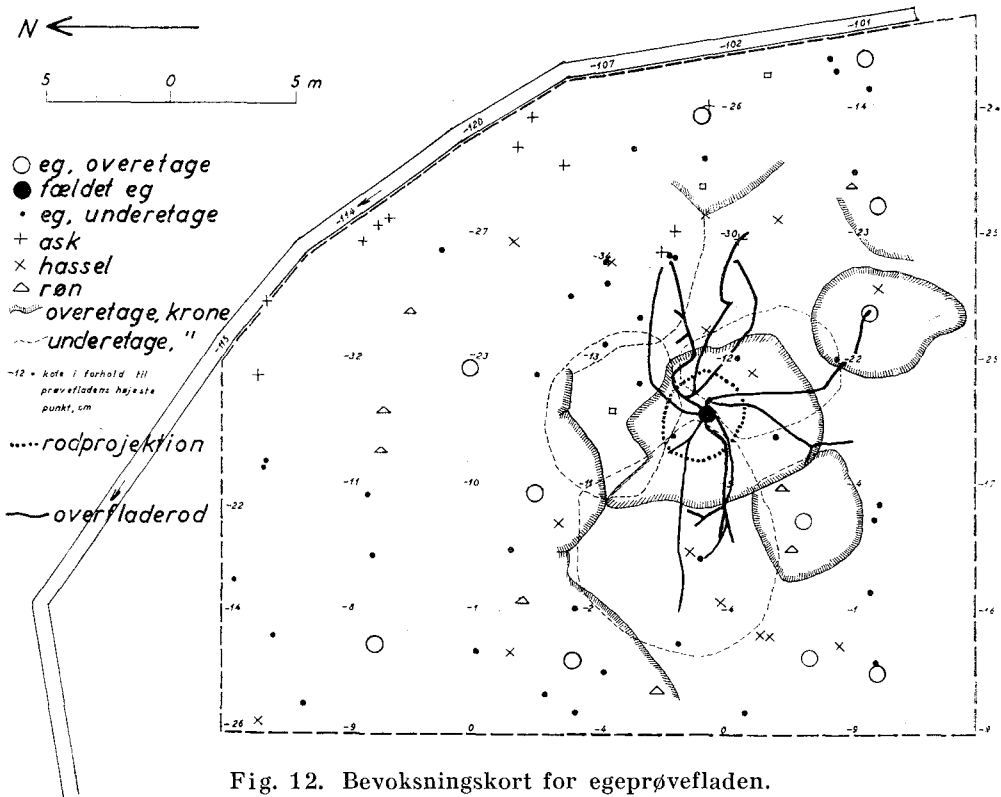 N
5 0 5 m
eg, overetage
fældet eg
eg, underetage
ask
hassel
røn
overetage, krone
underetage, "
-12 = kote i forhold til
prøvefladens højeste
punkt, cm
rodprojektion
overfladerod
-107 -102 -101
-120
-114
-115
-26 -14 -24
-27 -34 -30 -23 -25
-32 -23 -13 -12 -22
-22 -11 -10 -11 -4
-14 -8 -1 -2 -4 -1 -16
-26 -9 0 -4 0 -9 -9
Fig. 12. Bevoksningskort for egeprøvefladen.